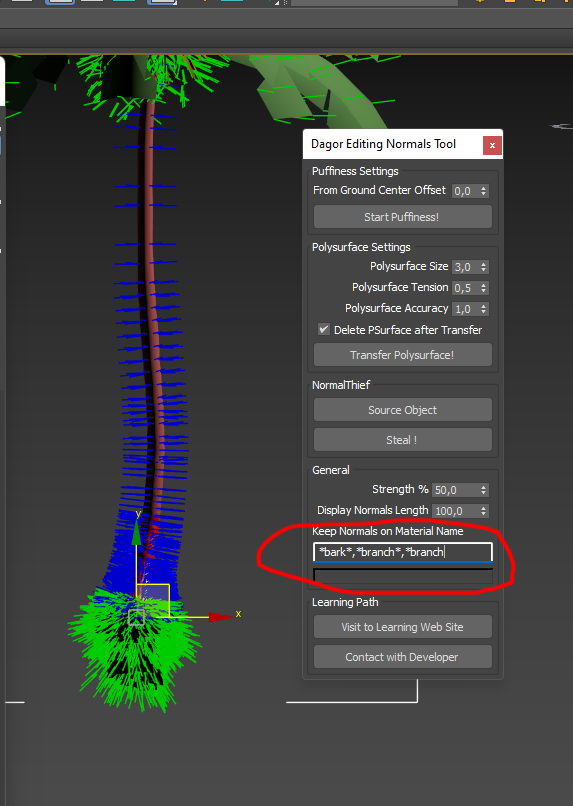 Dagor Editing Normals Tool
x
Puffiness Settings
From Ground Center Offset 0,0
Start Puffiness!
Polysurface Settings
Polysurface Size 3,0
Polysurface Tension 0,5
Polysurface Accuracy 1,0
Delete PSurface after Transfer
Transfer Polysurface!
NormalThief
Source Object
Steal !
General
Strength % 50,0
Display Normals Length 100,0
Keep Normals on Material Name
*bark*,*branch*,*branch
Learning Path
Visit to Learning Web Site
Contact with Developer
y
x